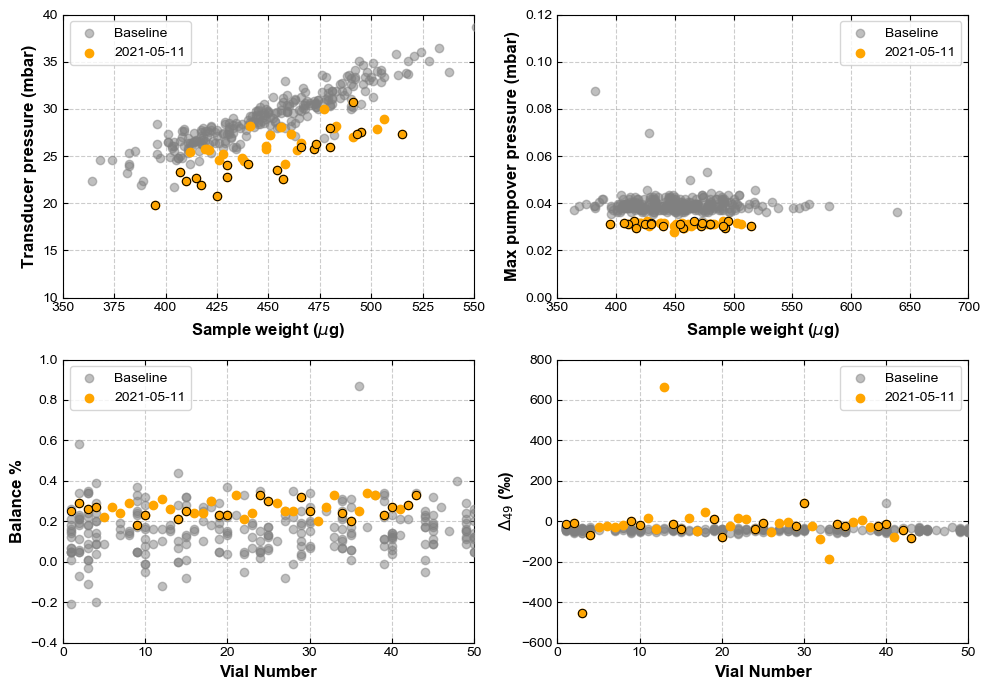 40
35
30
25
20
15
10
Transducer pressure (mbar)
Baseline
2021-05-11
350 375 400 425 450 475 500 525 550
Sample weight (μg)
0.12
0.10
0.08
0.06
0.04
0.02
0.00
Max pumpover pressure (mbar)
Baseline
2021-05-11
350 400 450 500 550 600 650 700
Sample weight (μg)
1.0
0.8
0.6
0.4
0.2
0.0
−0.2
−0.4
Balance %
Baseline
2021-05-11
0 10 20 30 40 50
Vial Number
800
600
400
200
0
−200
−400
−600
Δ49 (‰)
Baseline
2021-05-11
0 10 20 30 40 50
Vial Number